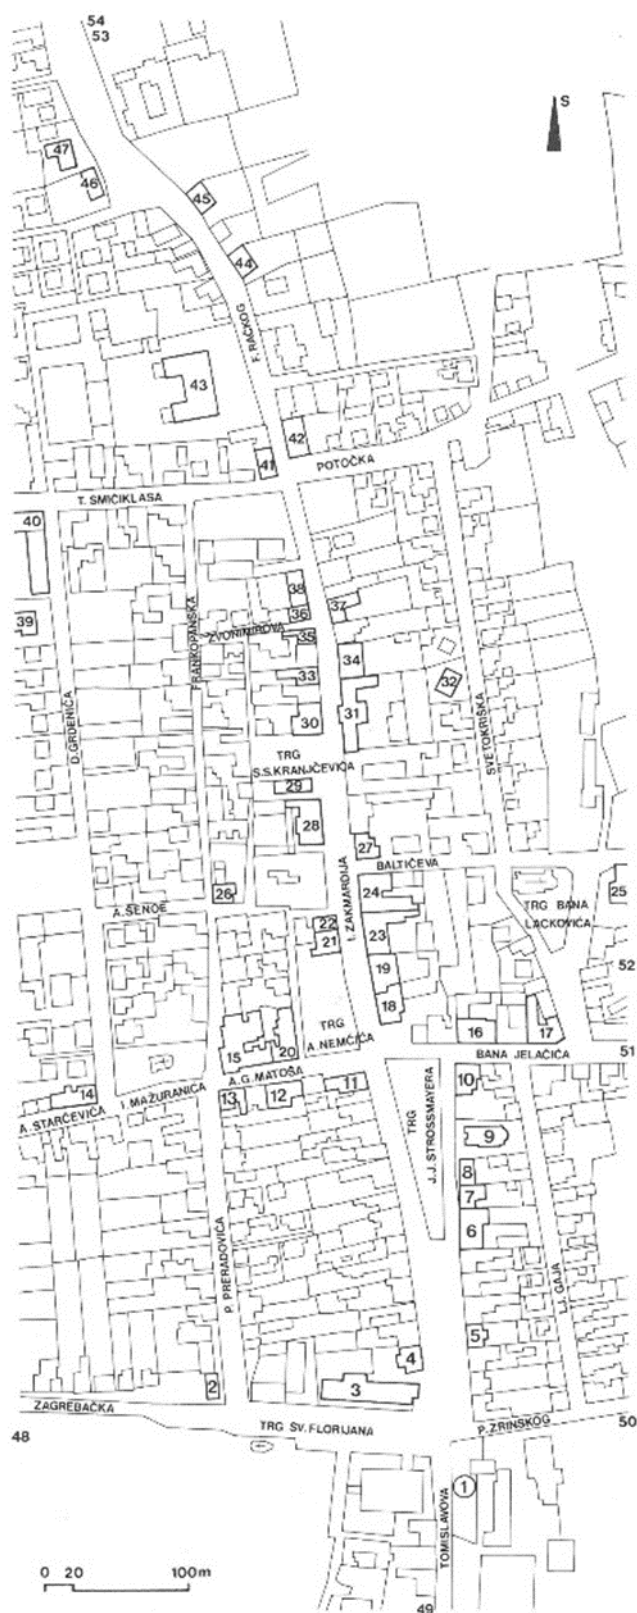 54
53
S
47
46
45
44
F. RAČKOG
43
42
41
POTOČKA
T. SMIČIKLASA
40
38
37
36
39
ZVONIMIROVA
35
FRANKOPANSKA
34
33
32
31
30
D. GRDENIĆA
SVETOKRIŠKA
TRG
S.S.KRANJČEVIĆA
29
28
27
BALTIČEVA
I. ZAKMARDIJA
24
26
25
A. ŠENOE
TRG BANA
LACKOVIĆA
22
21
23
19
52
18
TRG
A. NEMČIĆA
16
17
15
20
BANA JELAČIĆA
51
A.G. MATOŠA
11
10
14
I. MAŽURANIĆA
13
12
A. STARČEVIĆA
TRG
J.J. STROSSMAYERA
9
8
7
6
P. PRERADOVIĆA
LJ. GAJA
5
4
2
3
ZAGREBAČKA
TRG SV. FLORIJANA
P. ZRINSKOG
50
48
1
TOMISLAVOVA
0 20 100m
49